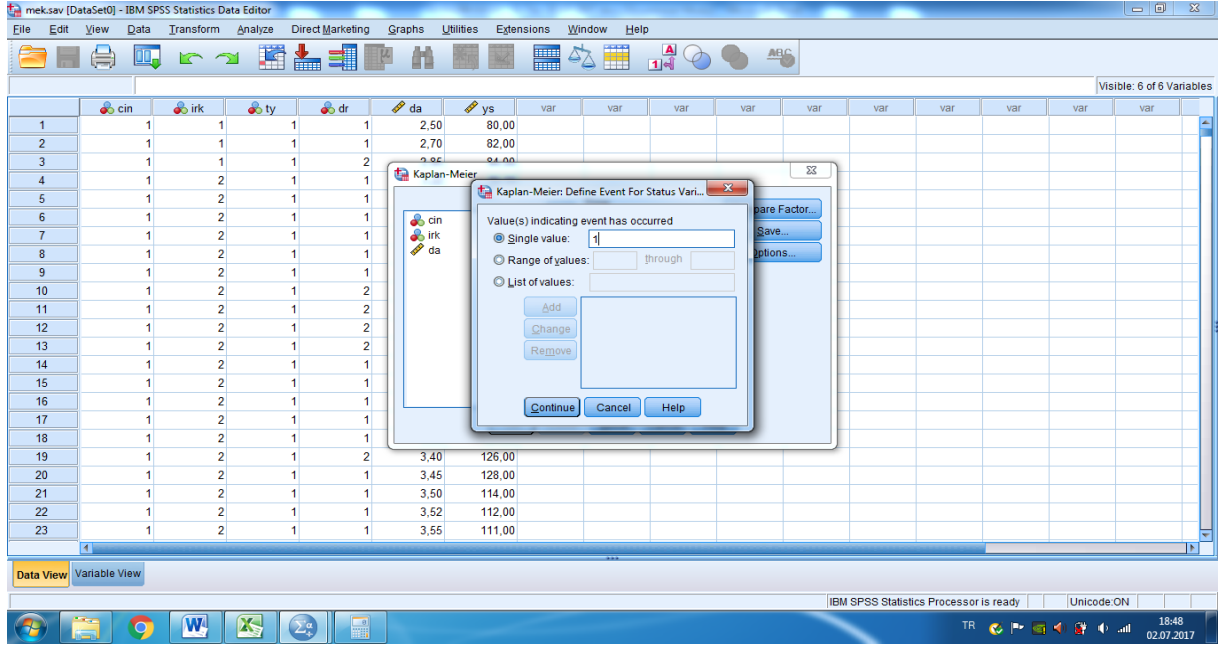 mek.sav [DataSet0] - IBM SPSS Statistics Data Editor
File Edit View Data Transform Analyze Direct Marketing Graphs Utilities Extensions Window Help
Visible: 6 of 6 Variables
cin irk ty dr da ys var var var var var var var var var var
1 1 1 1 1 2,50 80,00
2 1 1 1 1 2,70 82,00
3 1 1 1 2 2,85 84,00
4 1 2 1 1
5 1 2 1 1
6 1 2 1 1
7 1 2 1 1
8 1 2 1 1
9 1 2 1 1
10 1 2 1 2
11 1 2 1 2
12 1 2 1 2
13 1 2 1 2
14 1 2 1 1
15 1 2 1 1
16 1 2 1 1
17 1 2 1 1
18 1 2 1 1
19 1 2 1 2 3,40 126,00
20 1 2 1 1 3,45 128,00
21 1 2 1 1 3,50 114,00
22 1 2 1 1 3,52 112,00
23 1 2 1 1 3,55 111,00
Kaplan-Meier
cin
irk
da
pare Factor...
Save...
ptions...
Kaplan-Meier: Define Event For Status Vari...
Value(s) indicating event has occurred
Single value: 1
Range of values: through
List of values:
Add
Change
Remove
Continue Cancel Help
Data View Variable View
IBM SPSS Statistics Processor is ready Unicode:ON
TR 18:48
02.07.2017